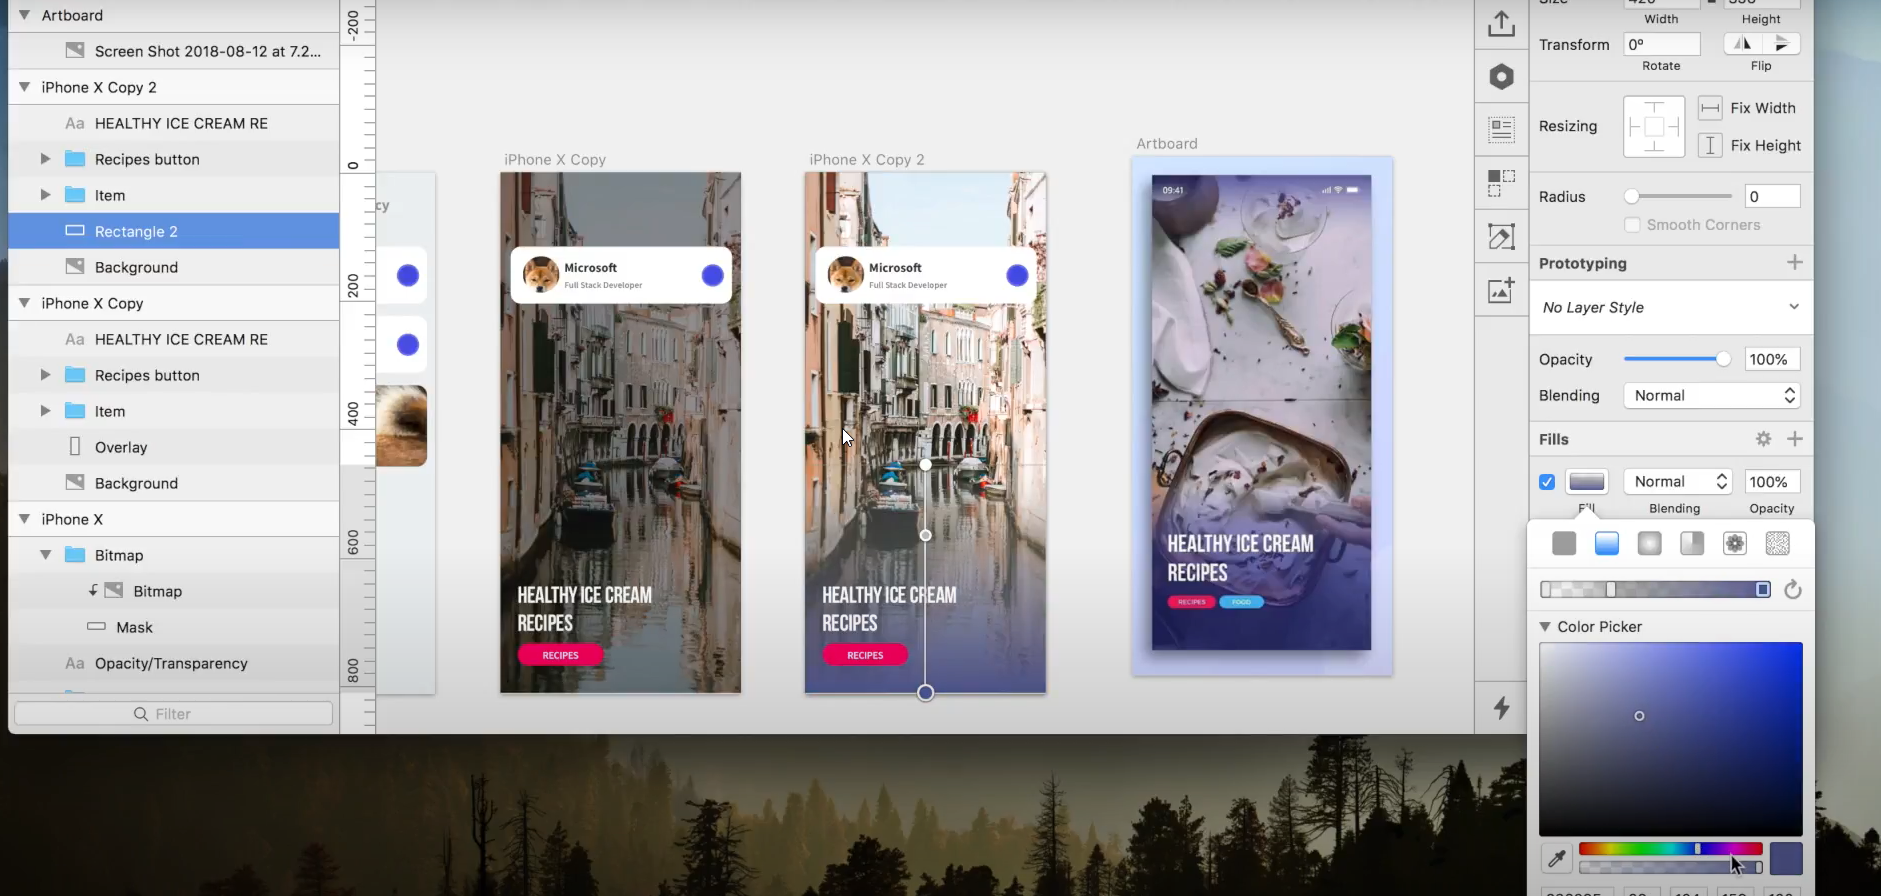 Artboard
Screen Shot 2018-08-12 at 7.2...
iPhone X Copy 2
Aa HEALTHY ICE CREAM RE
Recipes button
Item
Rectangle 2
Background
iPhone X Copy
Aa HEALTHY ICE CREAM RE
Recipes button
Item
Overlay
Background
iPhone X
Bitmap
Bitmap
Mask
Aa Opacity/Transparency
Filter
-200
0
200
400
600
800
cy
iPhone X Copy
Microsoft
Full Stack Developer
HEALTHY ICE CREAM
RECIPES
RECIPES
iPhone X Copy 2
Microsoft
Full Stack Developer
HEALTHY ICE CREAM
RECIPES
RECIPES
Artboard
09:41
HEALTHY ICE CREAM
RECIPES
RECIPES FOOD
Size
Width Height
Transform 0°
Rotate Flip
Resizing Fix Width
Fix Height
Radius 0
Smooth Corners
Prototyping
No Layer Style
Opacity 100%
Blending Normal
Fills
Normal 100%
Fill Blending Opacity
Color Picker